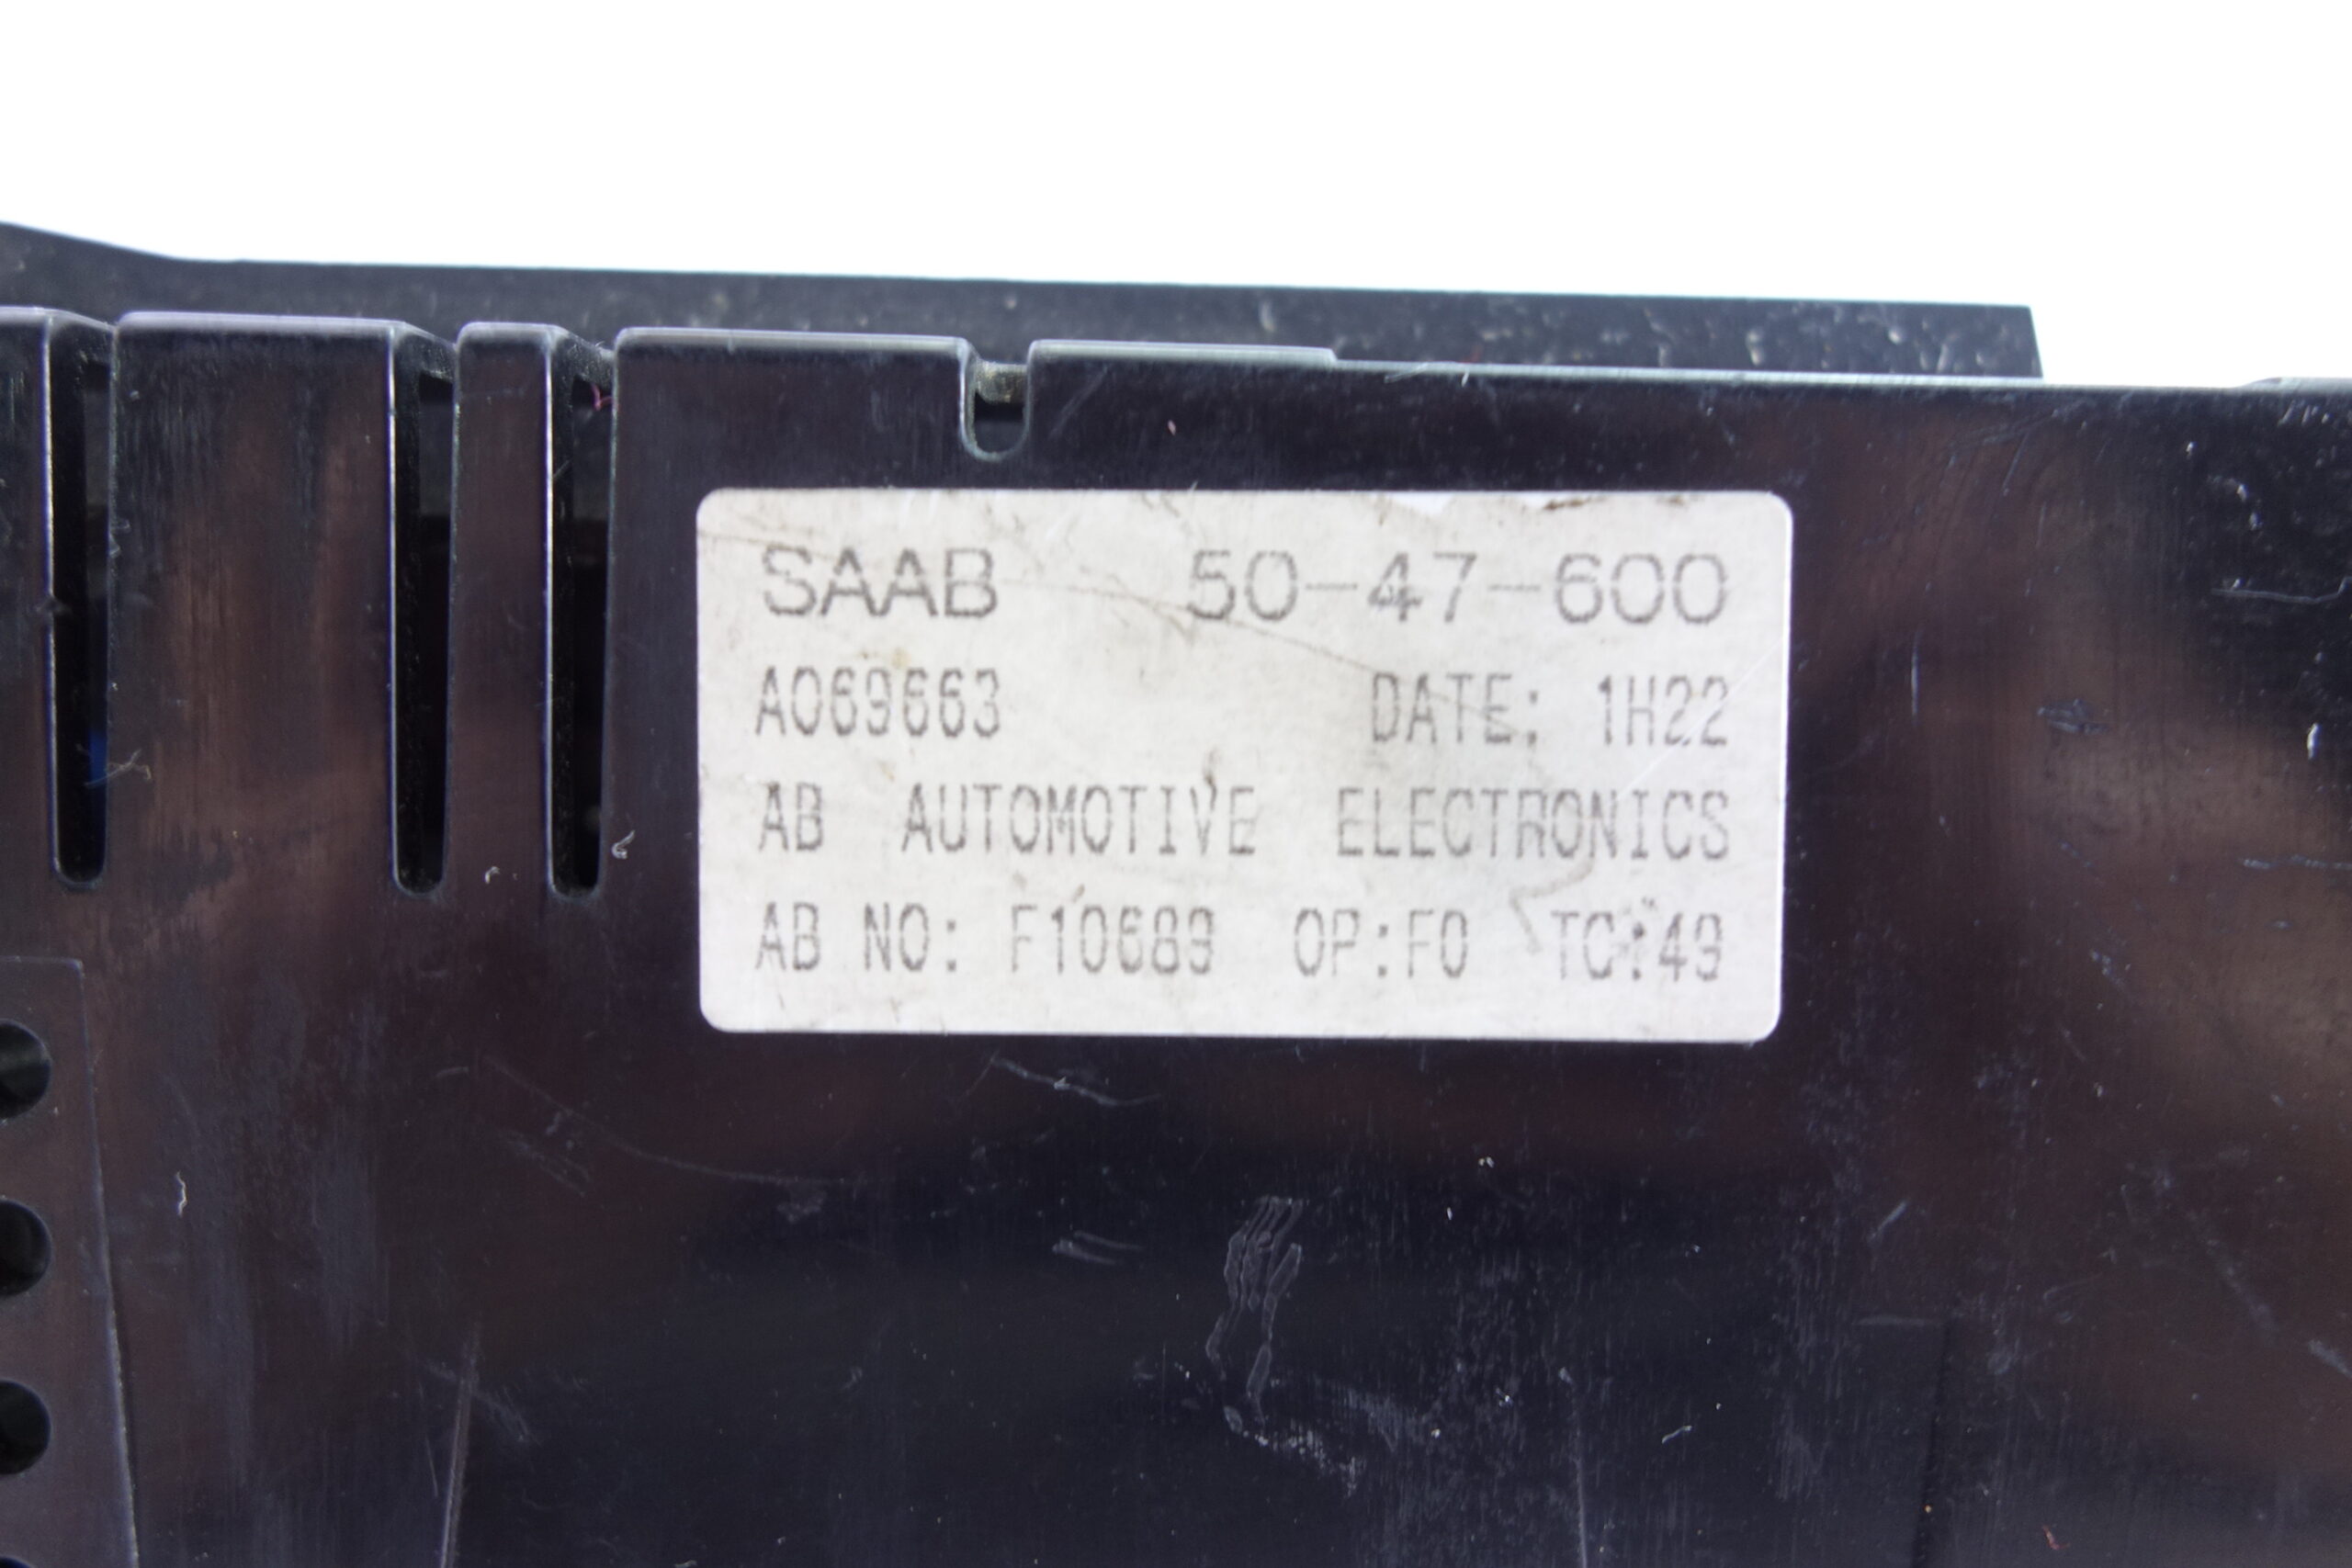 SAAB 50-47-600
A069663 DATE: 1H22
AB AUTOMOTIVE ELECTRONICS
AB NO: F10689 OP:F0 TC:49